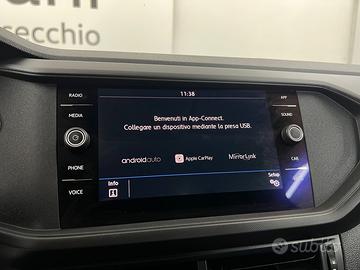 secchio
RADIO
MEDIA
PHONE
VOICE
11:38
Benvenuti in App-Connect.
Collegare un dispositivo mediante la presa USB.
androidauto
Apple CarPlay
MirrorLink
Info
Setup
APP
SOUND
CAR
subito